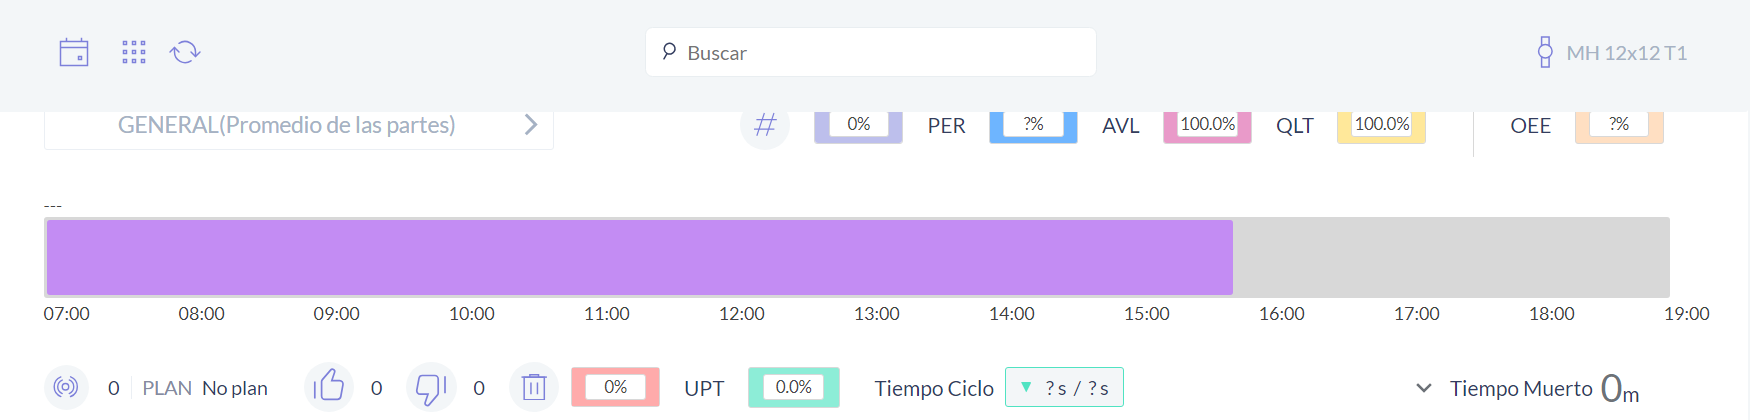 Buscar
MH 12x12 T1
GENERAL(Promedio de las partes)
0% PER ?% AVL 100.0% QLT 100.0% OEE ?%
---
07:00 08:00 09:00 10:00 11:00 12:00 13:00 14:00 15:00 16:00 17:00 18:00 19:00
0 PLAN No plan 0 0 0% UPT 0.0% Tiempo Ciclo ▼ ? s / ? s Tiempo Muerto 0m